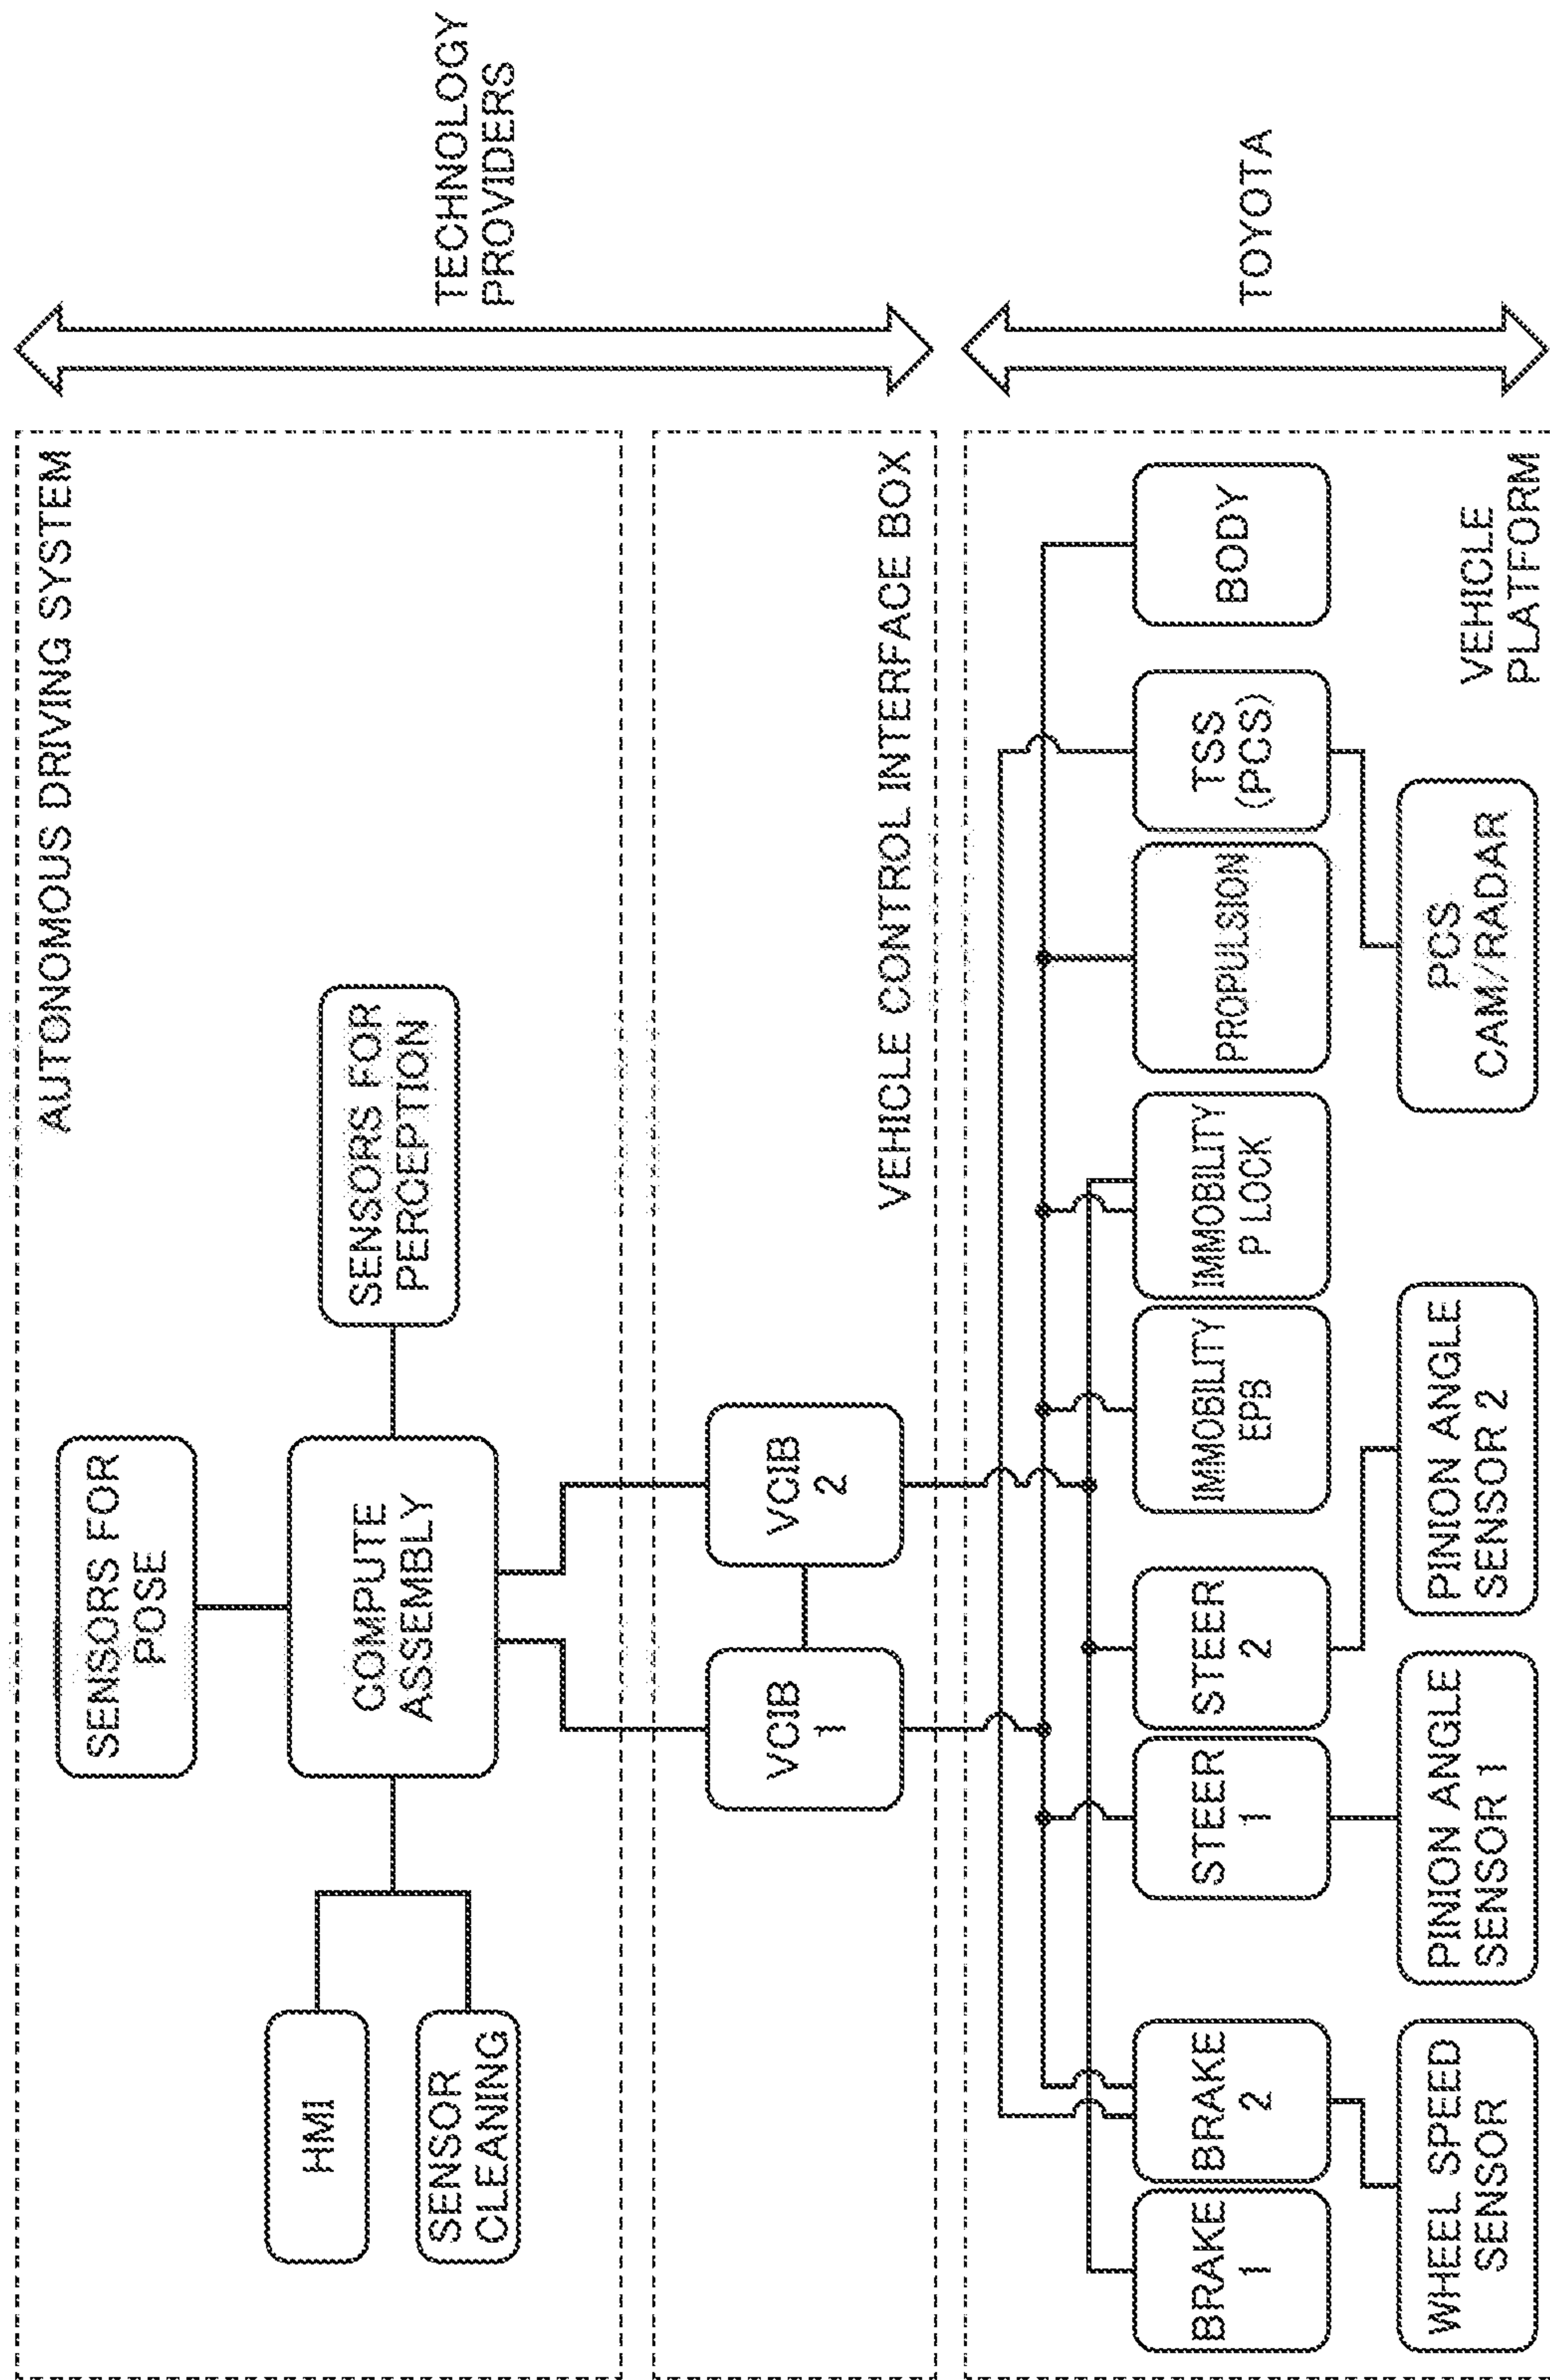 AUTONOMOUS DRIVING SYSTEM
SENSORS FOR
POSE
HMI
SENSOR
CLEANING
COMPUTE
ASSEMBLY
SENSORS FOR
PERCEPTION
TECHNOLOGY
PROVIDERS
VCIB
1
VCIB
2
VEHICLE CONTROL INTERFACE BOX
BRAKE
1
BRAKE
2
STEER
1
STEER
2
IMMOBILITY
EPB
IMMOBILITY
P LOCK
PROPULSION
TSS
(PCS)
BODY
TOYOTA
WHEEL SPEED
SENSOR
PINION ANGLE
SENSOR 1
PINION ANGLE
SENSOR 2
PCS
CAM/RADAR
VEHICLE
PLATFORM